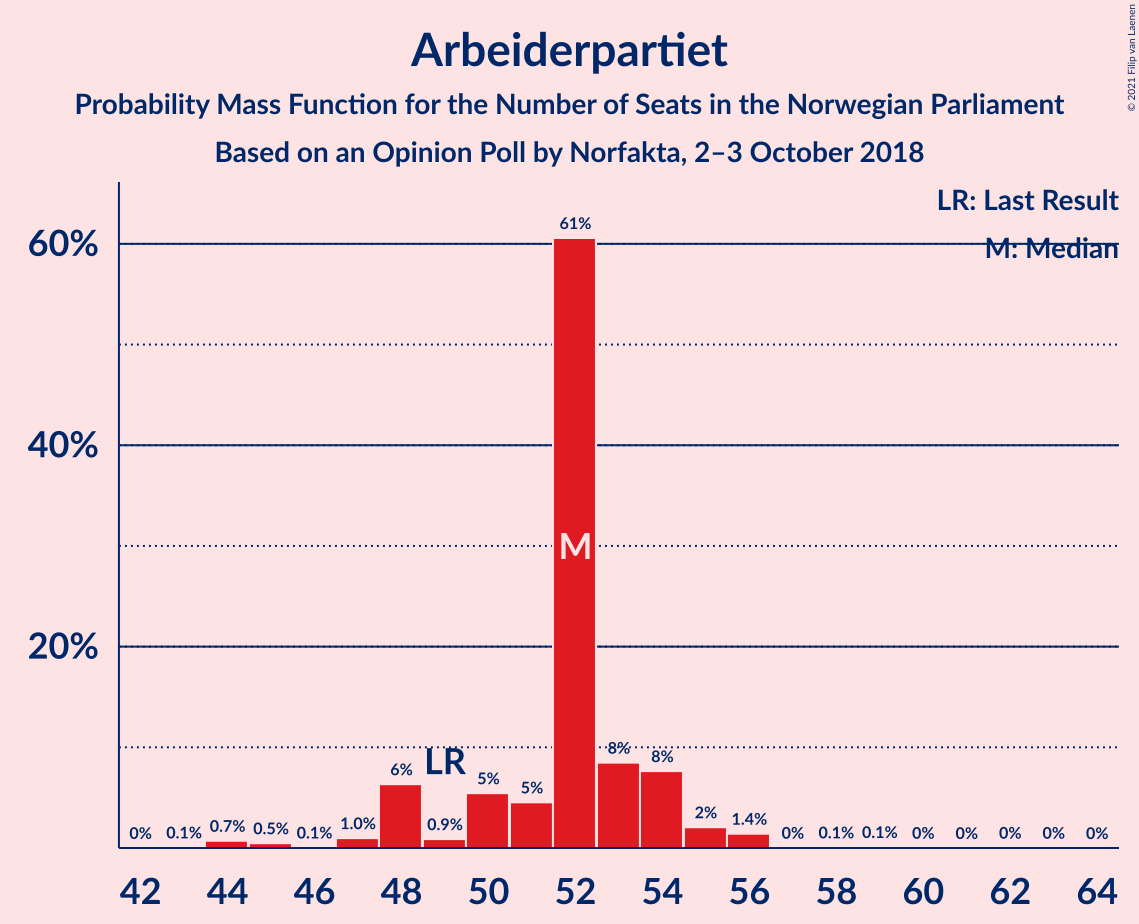 Arbeiderpartiet
Probability Mass Function for the Number of Seats in the Norwegian Parliament
Based on an Opinion Poll by Norfakta, 2–3 October 2018
© 2021 Filip van Laenen
LR: Last Result
M: Median
60%
40%
20%
0% 0.1% 0.7% 0.5% 0.1% 1.0% 6% 0.9% 5% 5% 61% 8% 8% 2% 1.4% 0% 0.1% 0.1% 0% 0% 0% 0% 0%
LR
M
42 44 46 48 50 52 54 56 58 60 62 64